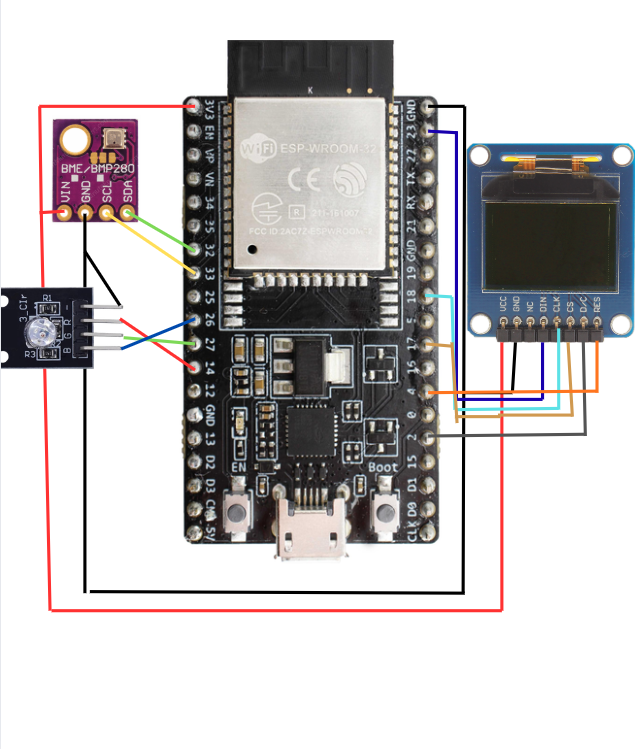 K
BME/BMP280
VIN
GND
SCL
SDA
3_Clr
R1
R3
-
R
G
B
3V3
EN
VP
VN
34
35
32
33
25
26
27
14
12
GND
13
D2
D3
5V
WiFi
ESP-WROOM-32
CE
R
211-161007
FCC ID:2AC7Z-ESPWROOM32
GND
23
22
TX
RX
21
GND
19
18
5
17
16
4
0
2
15
D1
D0
CLK
EN
Boot
VCC
GND
NC
DIN
CLK
CS
D/C
RES